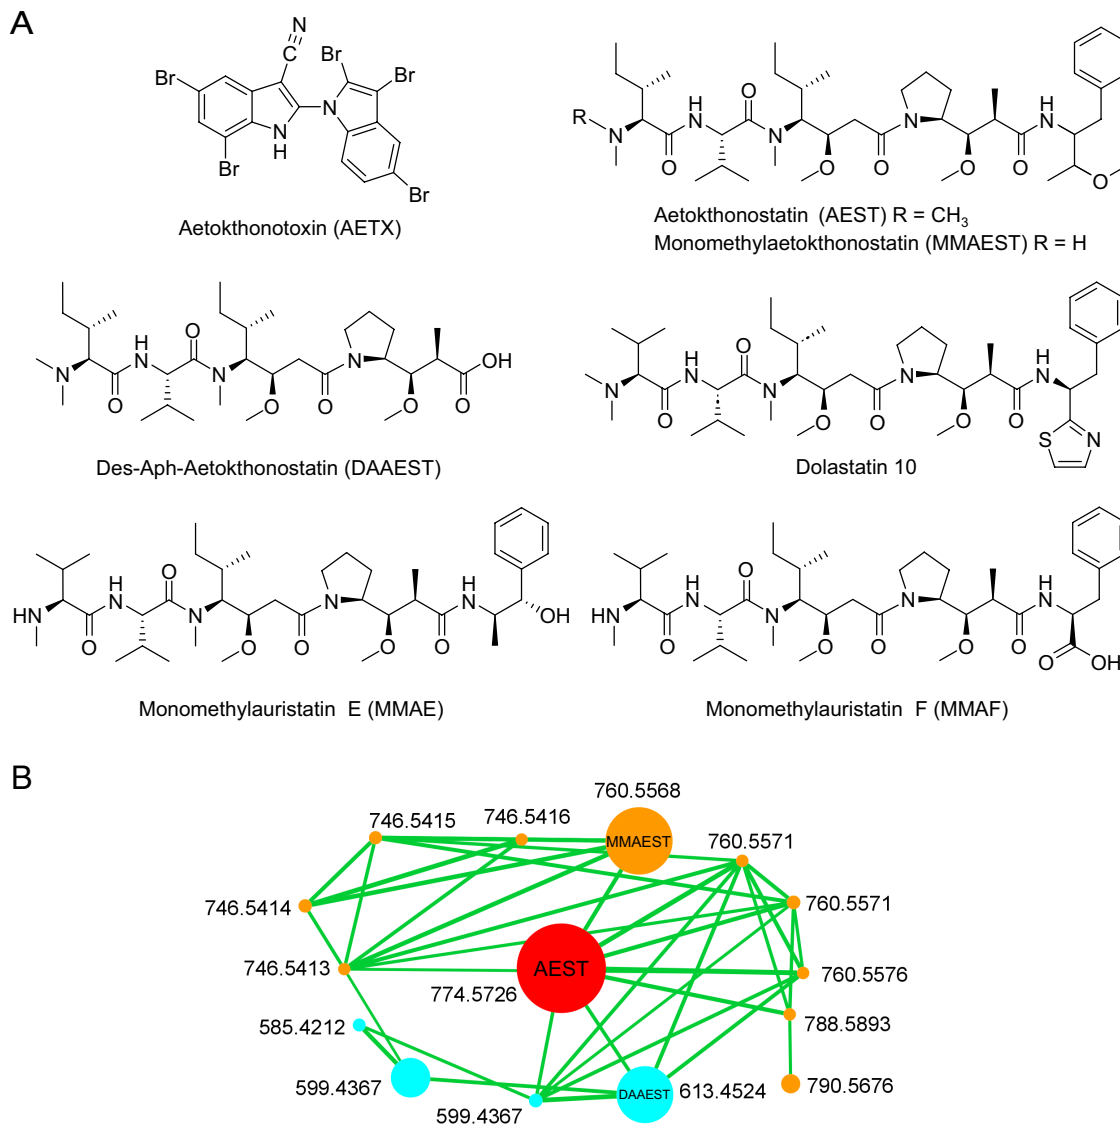 A
N
C
Br
Br
Br
N
N
H
Br
Br
Aetokthonotoxin (AETX)
R
N
O
H
N
O
N
O
O
N
O
O
H
N
O
Aetokthonostatin (AEST) R = CH3
Monomethylaetokthonostatin (MMAEST) R = H
N
O
H
N
O
N
O
O
N
O
OH
O
Des-Aph-Aetokthonostatin (DAAEST)
N
O
H
N
O
N
O
O
N
O
O
H
N
S
N
Dolastatin 10
HN
O
H
N
O
N
O
O
N
O
O
H
N
OH
Monomethylauristatin E (MMAE)
HN
O
H
N
O
N
O
O
N
O
O
H
N
O
OH
Monomethylauristatin F (MMAF)
B
760.5568
746.5415
746.5416
MMAEST
760.5571
746.5414
760.5571
746.5413
AEST
760.5576
774.5726
585.4212
788.5893
599.4367
DAAEST
613.4524
790.5676
599.4367